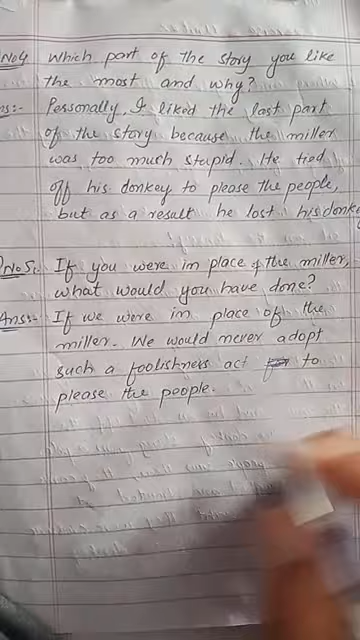 No4 Which part of the story you like
the most and why?
ns:- Personally, I liked the last part
of the story because the miller
was too much stupid. He tied
off his donkey to please the people,
but as a result he lost his donkey
No5. If you were in place of the miller,
what would you have done?
Ans:- If we were in place of the
miller. We would never adopt
such a foolishness act to
please the people.